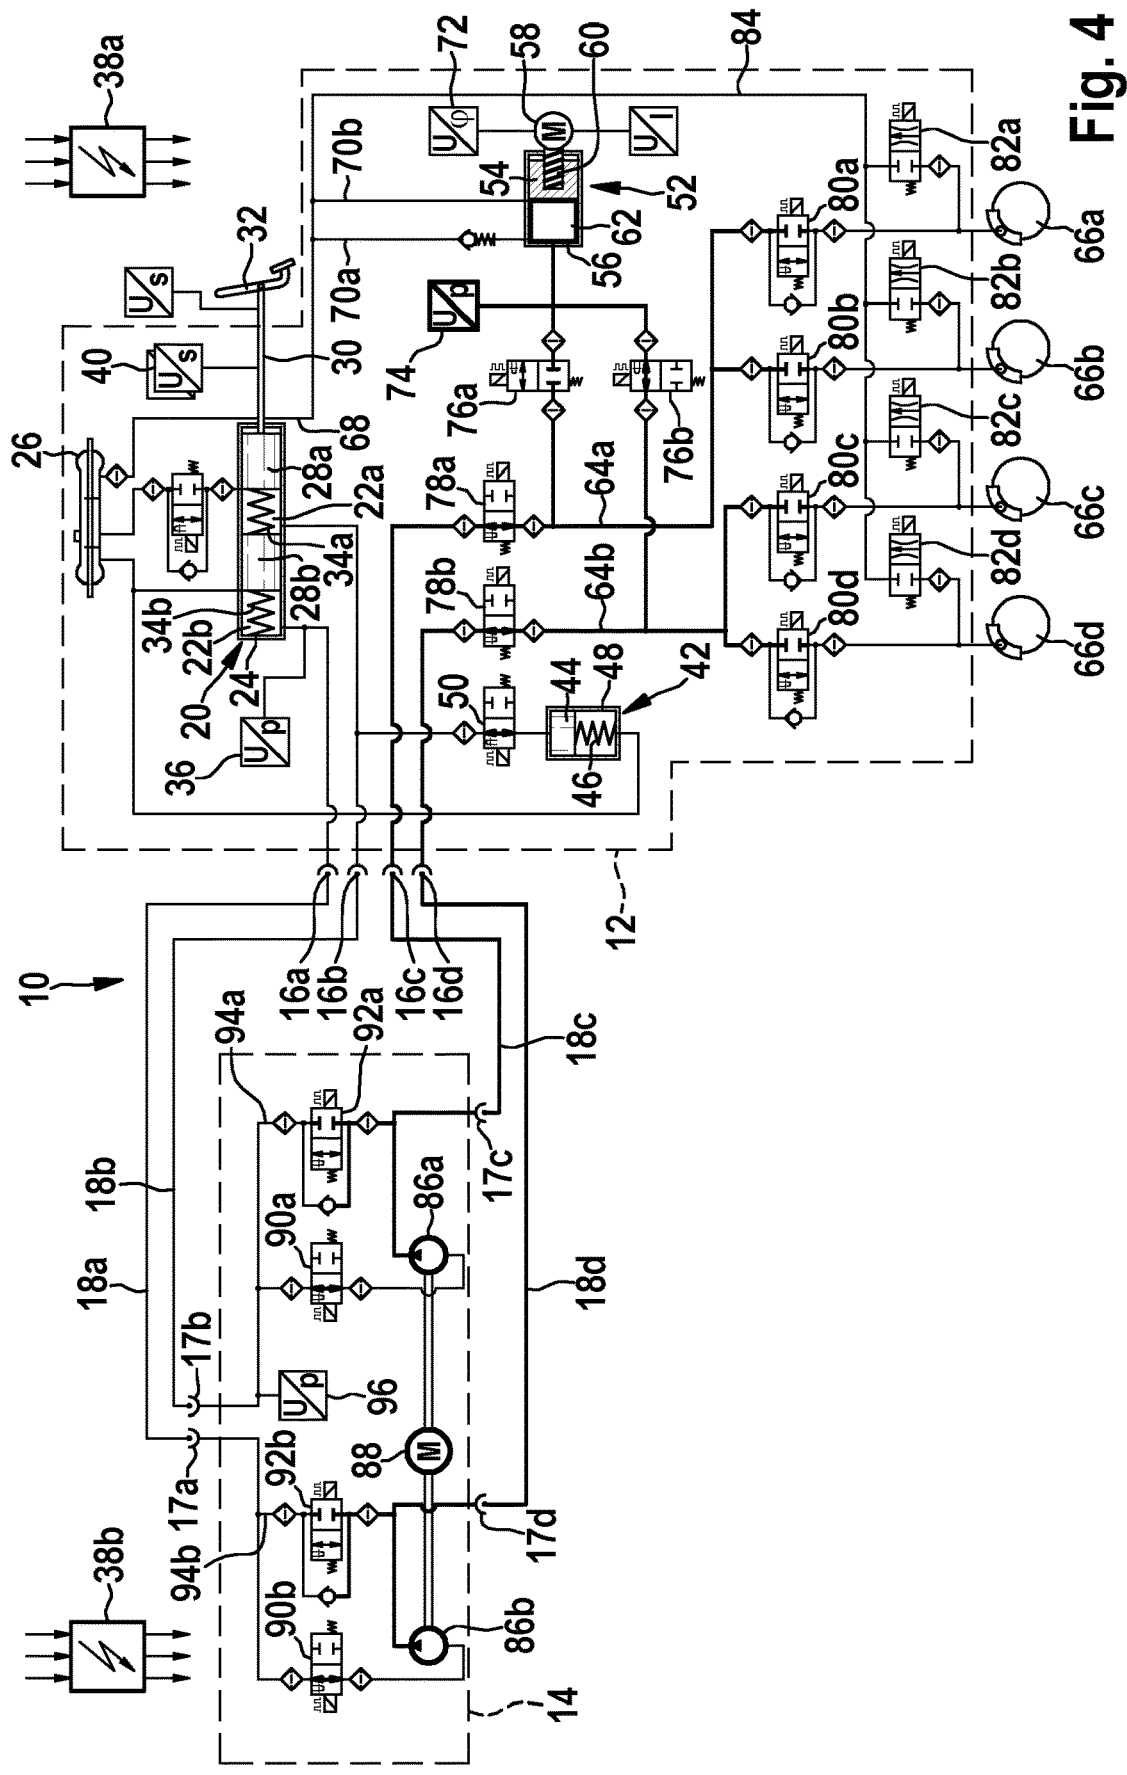 Fig. 4
10
38a
38b
26
40
U
s
U
s
32
30
68
70a
70b
72
U
φ
58
M
60
U
I
84
54
52
62
56
28a
22a
34a
28b
34b
22b
24
20
36
U
p
74
U
p
76a
76b
78a
78b
64a
64b
50
44
48
42
46
80a
80b
80c
80d
82a
82b
82c
82d
66a
66b
66c
66d
12
16a
16b
16c
16d
18a
18b
18c
18d
17a
17b
17c
17d
94a
92a
90a
86a
U
p
96
88
M
94b
92b
90b
86b
14